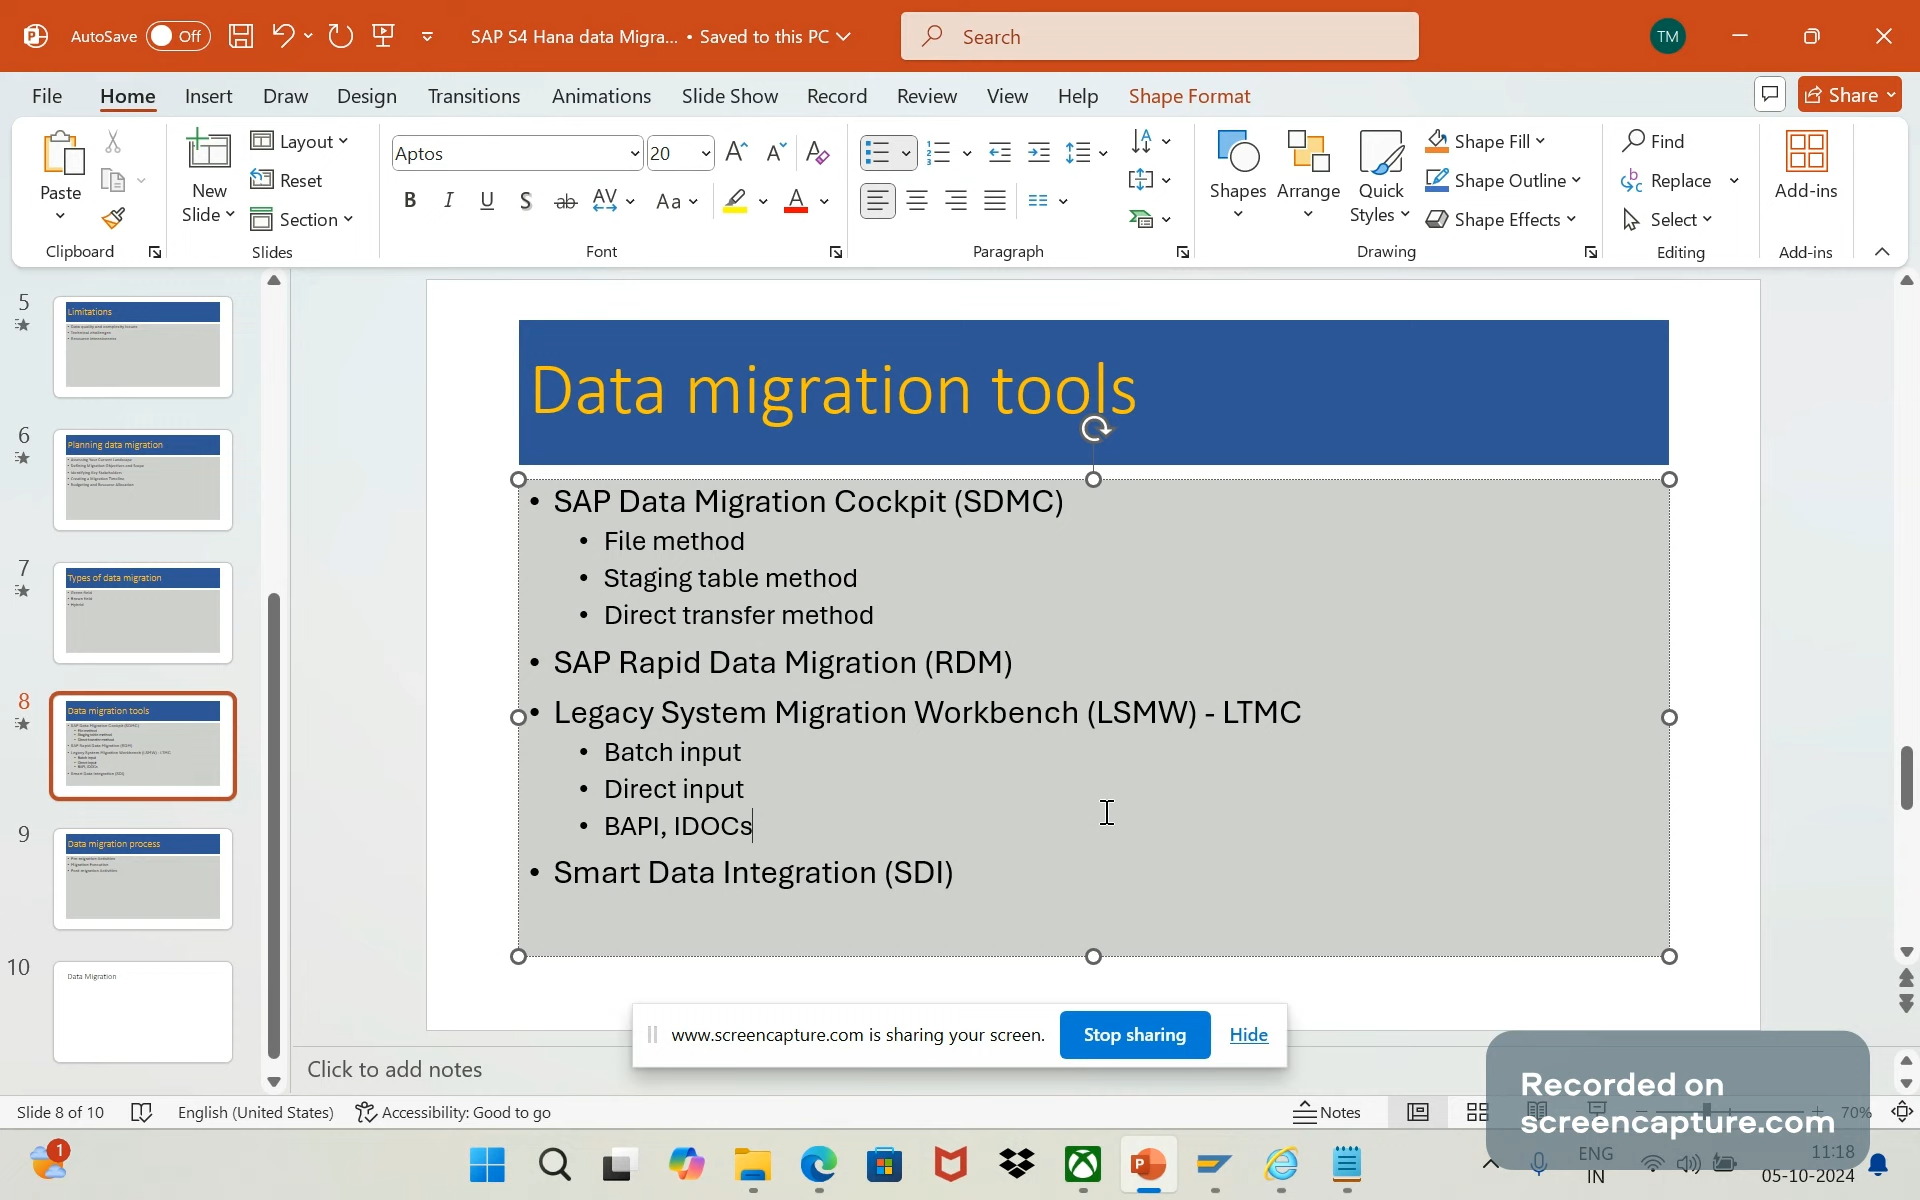 AutoSave Off SAP S4 Hana data Migra... • Saved to this PC Search TM
File Home Insert Draw Design Transitions Animations Slide Show Record Review View Help Shape Format Share
Paste
Clipboard
New
Slide
Layout
Reset
Section
Slides
Aptos 20
Font
Paragraph
Shapes Arrange Quick
Styles
Shape Fill
Shape Outline
Shape Effects
Drawing
Find
Replace
Select
Editing
Add-ins
Add-ins
5
Limitations
6
Planning data migration
7
Types of data migration
8
Data migration tools
9
Data migration process
10
Data Migration
Data migration tools
• SAP Data Migration Cockpit (SDMC)
• File method
• Staging table method
• Direct transfer method
• SAP Rapid Data Migration (RDM)
• Legacy System Migration Workbench (LSMW) - LTMC
• Batch input
• Direct input
• BAPI, IDOCs
• Smart Data Integration (SDI)
www.screencapture.com is sharing your screen. Stop sharing Hide
Click to add notes
Slide 8 of 10 English (United States) Accessibility: Good to go Notes 70%
Recorded on
screencapture.com
1
ENG
IN
11:18
05-10-2024